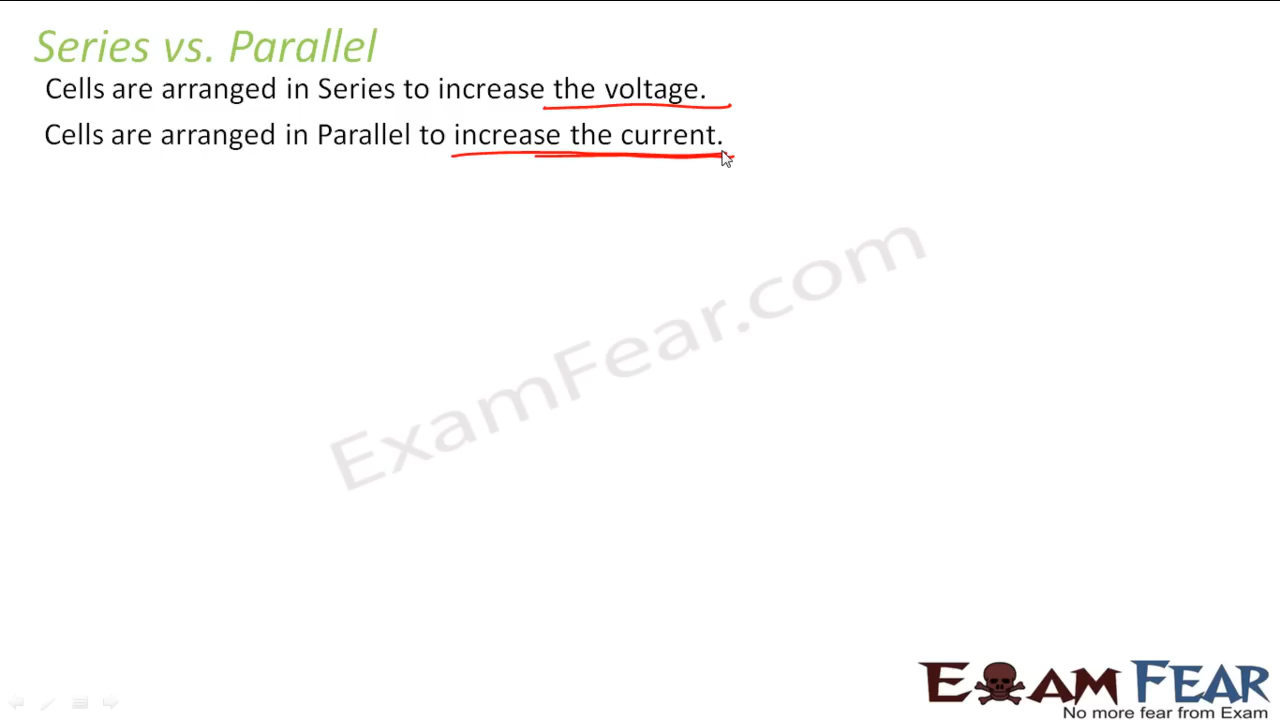 Series vs. Parallel
Cells are arranged in Series to increase the voltage.
Cells are arranged in Parallel to increase the current.
ExamFear.com
EXAM FEAR
No more fear from Exam